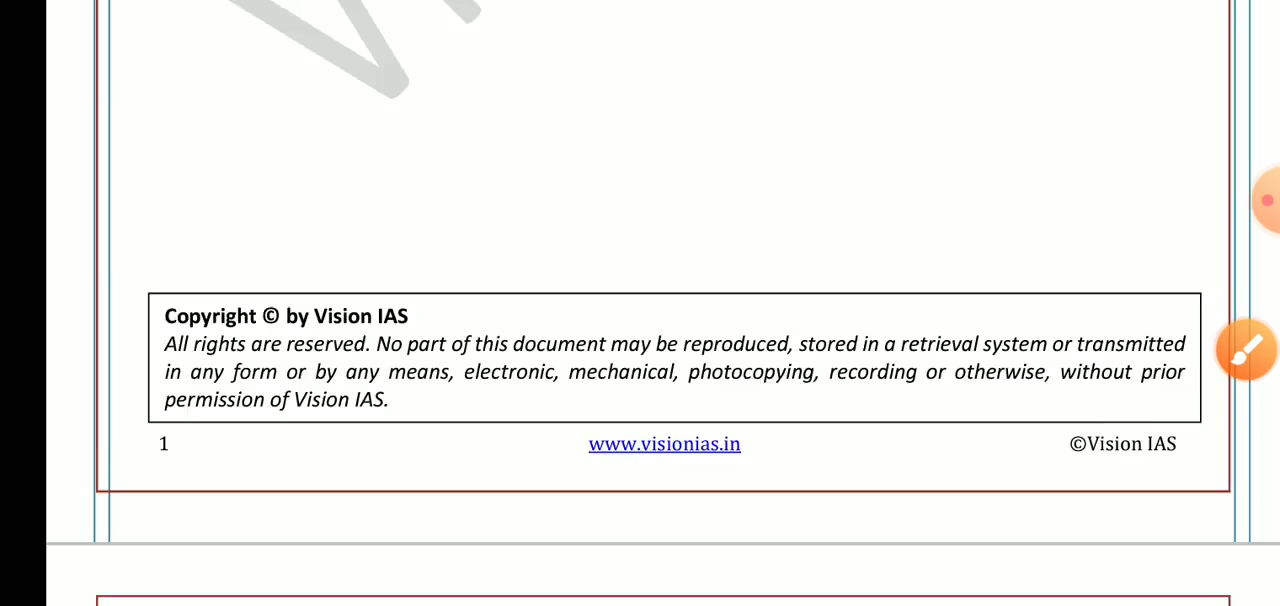 Copyright © by Vision IAS
All rights are reserved. No part of this document may be reproduced, stored in a retrieval system or transmitted
in any form or by any means, electronic, mechanical, photocopying, recording or otherwise, without prior
permission of Vision IAS.
1 www.visionias.in ©Vision IAS